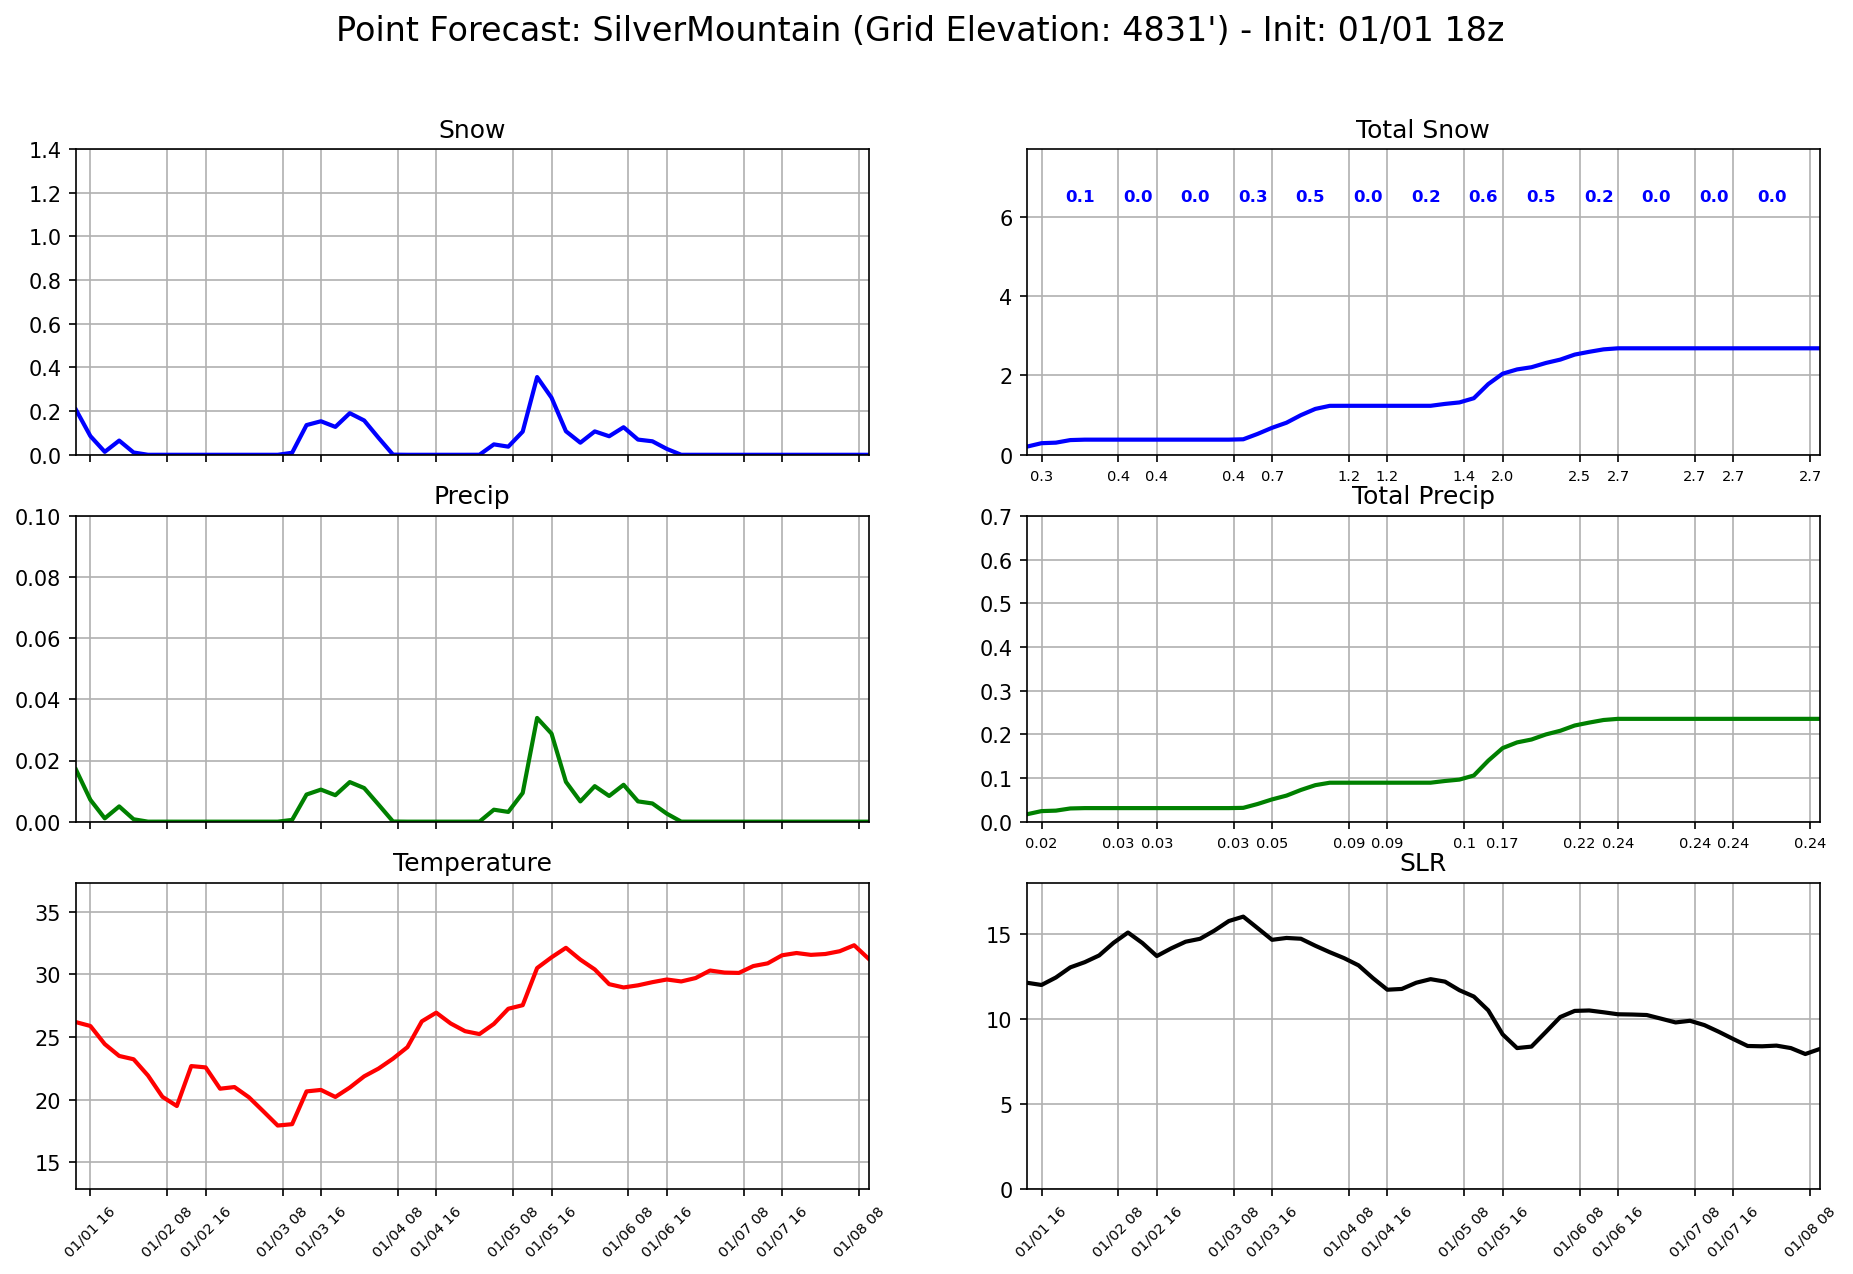 Point Forecast: SilverMountain (Grid Elevation: 4831') - Init: 01/01 18z
Snow
1.4
1.2
1.0
0.8
0.6
0.4
0.2
0.0
Total Snow
0.1 0.0 0.0 0.3 0.5 0.0 0.2 0.6 0.5 0.2 0.0 0.0 0.0
6
4
2
0
0.3 0.4 0.4 0.4 0.7 1.2 1.2 1.4 2.0 2.5 2.7 2.7 2.7 2.7
Precip
0.10
0.08
0.06
0.04
0.02
0.00
Total Precip
0.7
0.6
0.5
0.4
0.3
0.2
0.1
0.0
0.02 0.03 0.03 0.03 0.05 0.09 0.09 0.1 0.17 0.22 0.24 0.24 0.24 0.24
Temperature
35
30
25
20
15
01/01 16 01/02 08 01/02 16 01/03 08 01/03 16 01/04 08 01/04 16 01/05 08 01/05 16 01/06 08 01/06 16 01/07 08 01/07 16 01/08 08
SLR
15
10
5
0
01/01 16 01/02 08 01/02 16 01/03 08 01/03 16 01/04 08 01/04 16 01/05 08 01/05 16 01/06 08 01/06 16 01/07 08 01/07 16 01/08 08